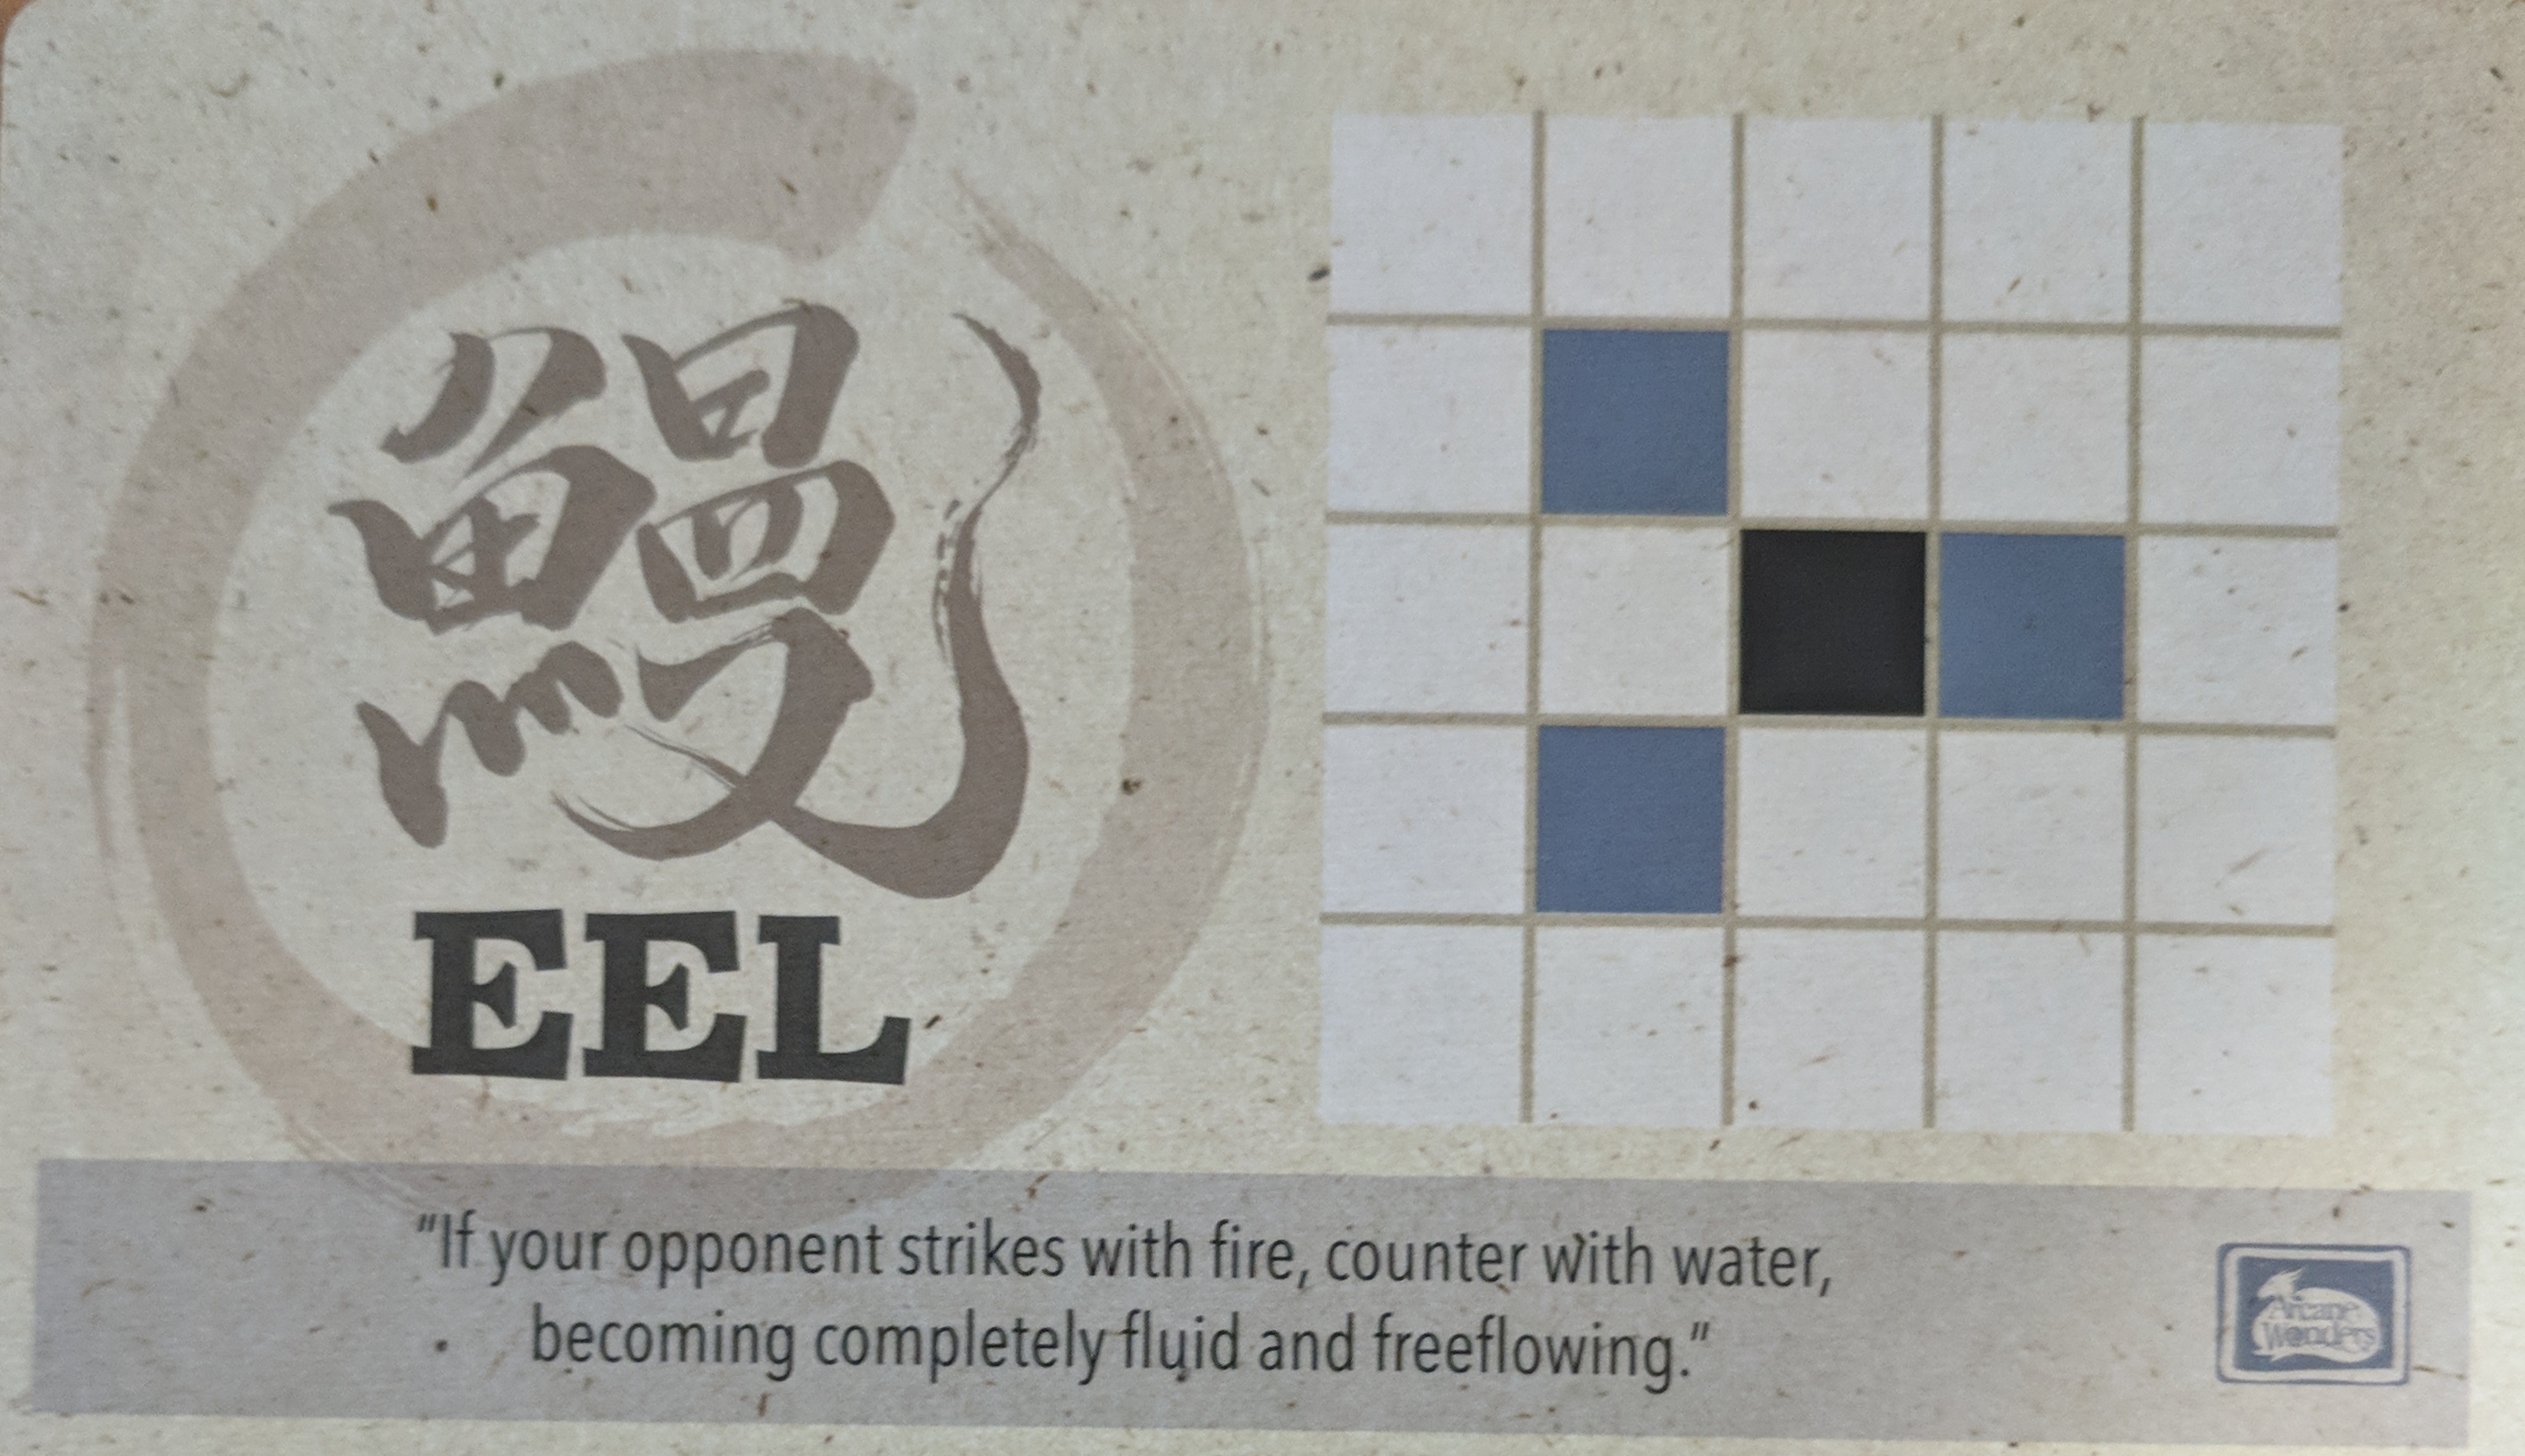 鰻
EEL
"If your opponent strikes with fire, counter with water,
becoming completely fluid and freeflowing."
Arcane
Wonders